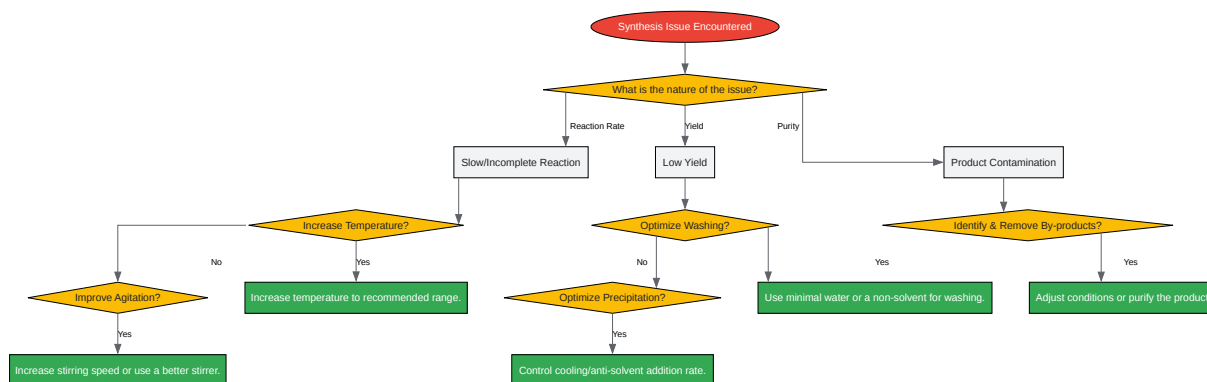 Synthesis Issue Encountered
What is the nature of the issue?
Reaction Rate
Yield
Purity
Slow/Incomplete Reaction
Low Yield
Product Contamination
Increase Temperature?
Optimize Washing?
Identify & Remove By-products?
No
Yes
No
Yes
Yes
Improve Agitation?
Increase temperature to recommended range.
Optimize Precipitation?
Use minimal water or a non-solvent for washing.
Adjust conditions or purify the product
Yes
Yes
Increase stirring speed or use a better stirrer.
Control cooling/anti-solvent addition rate.